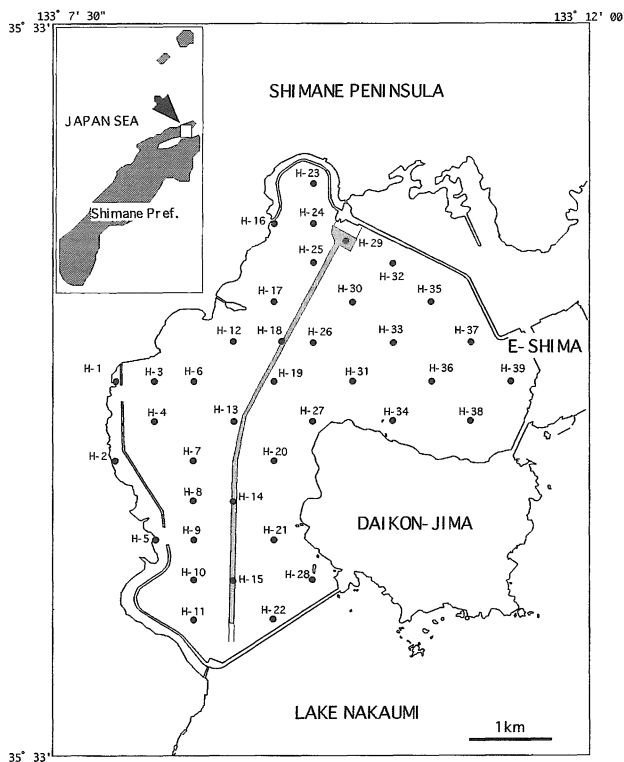 133° 7' 30"
133° 12' 00
35° 33'
SHIMANE PENINSULA
JAPAN SEA
Shimane Pref.
H-23
H-16
H-24
H-29
H-25
H-32
H-17
H-30
H-35
H-12
H-18
H-26
H-33
H-37
E-SHIMA
H-1
H-3
H-6
H-19
H-31
H-36
H-39
H-4
H-13
H-27
H-34
H-38
H-2
H-7
H-20
H-8
H-14
DAIKON-JIMA
H-5
H-9
H-21
H-10
H-15
H-28
H-11
H-22
LAKE NAKAUMI
1km
35° 33'